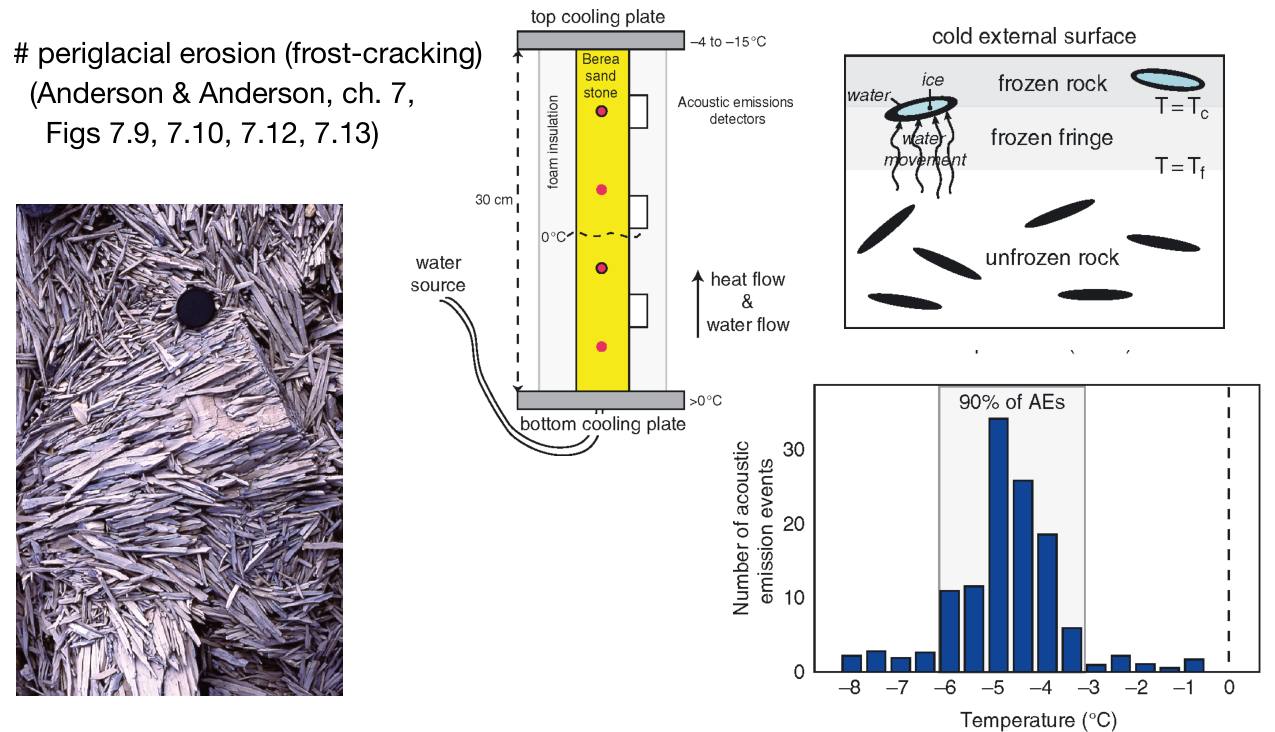 # periglacial erosion (frost-cracking)
(Anderson & Anderson, ch. 7,
Figs 7.9, 7.10, 7.12, 7.13)
top cooling plate
–4 to –15°C
Berea
sand
stone
foam insulation
Acoustic emissions
detectors
30 cm
0°C
water
source
heat flow
&
water flow
>0°C
bottom cooling plate
cold external surface
ice
water
frozen rock
T = Tc
water
movement
frozen fringe
T = Tf
unfrozen rock
90% of AEs
Number of acoustic
emission events
30
20
10
0
–8 –7 –6 –5 –4 –3 –2 –1 0
Temperature (°C)